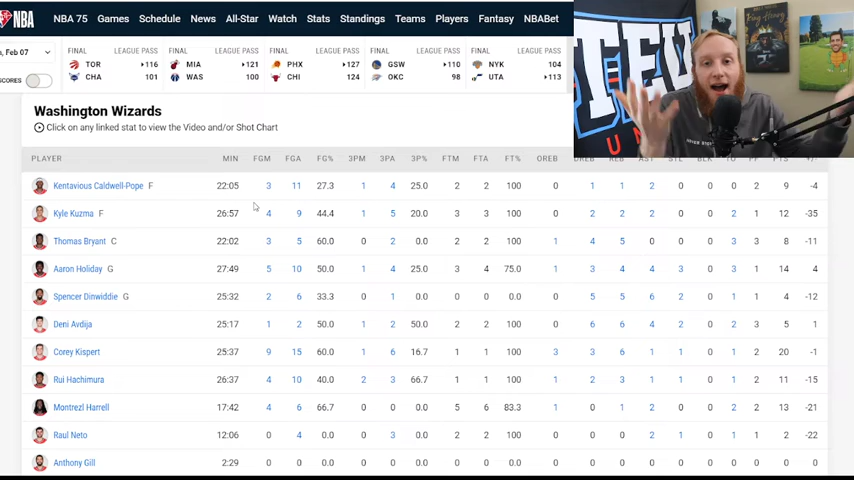 NBA NBA 75 Games Schedule News All-Star Watch Stats Standings Teams Players Fantasy NBABet
Feb 07 FINAL LEAGUE PASS FINAL LEAGUE PASS FINAL LEAGUE PASS FINAL LEAGUE PASS FINAL LEAGUE PASS
TOR 116 MIA 121 PHX 127 GSW 110 NYK 104
SCORES CHA 101 WAS 100 CHI 124 OKC 98 UTA 113
TEU
UN
Washington Wizards
Click on any linked stat to view the Video and/or Shot Chart
PLAYER MIN FGM FGA FG% 3PM 3PA 3P% FTM FTA FT% OREB DREB REB AST STL BLK TO PF PTS +/-
Kentavious Caldwell-Pope F 22:05 3 11 27.3 1 4 25.0 2 2 100 0 1 1 2 0 0 0 2 9 -4
Kyle Kuzma F 26:57 4 9 44.4 1 5 20.0 3 3 100 0 2 2 2 0 0 2 1 12 -35
Thomas Bryant C 22:02 3 5 60.0 0 2 0.0 2 2 100 1 4 5 0 0 0 3 3 8 -11
Aaron Holiday G 27:49 5 10 50.0 1 4 25.0 3 4 75.0 1 3 4 4 3 0 3 1 14 4
Spencer Dinwiddie G 25:32 2 6 33.3 0 1 0.0 0 0 0.0 0 5 5 6 2 0 1 1 4 -12
Deni Avdija 25:17 1 2 50.0 1 2 50.0 2 2 100 0 6 6 4 2 0 2 3 5 1
Corey Kispert 25:37 9 15 60.0 1 6 16.7 1 1 100 3 3 6 1 1 0 1 2 20 -1
Rui Hachimura 26:37 4 10 40.0 2 3 66.7 1 1 100 1 2 3 1 1 0 1 2 11 -15
Montrezl Harrell 17:42 4 6 66.7 0 0 0.0 5 6 83.3 1 0 1 2 0 0 2 2 13 -21
Raul Neto 12:06 0 4 0.0 0 3 0.0 2 2 100 0 0 0 2 1 0 1 1 2 -22
Anthony Gill 2:29 0 0 0.0 0 0 0.0 0 0 0.0 0 0 0 0 0 0 0 0 0 0